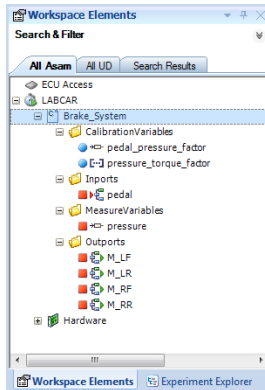 Workspace Elements
Search & Filter
All Asam All UD Search Results
ECU Access
LABCAR
Brake_System
CalibrationVariables
pedal_pressure_factor
pressure_torque_factor
Inports
pedal
MeasureVariables
pressure
Outports
M_LF
M_LR
M_RF
M_RR
Hardware
Workspace Elements Experiment Explorer